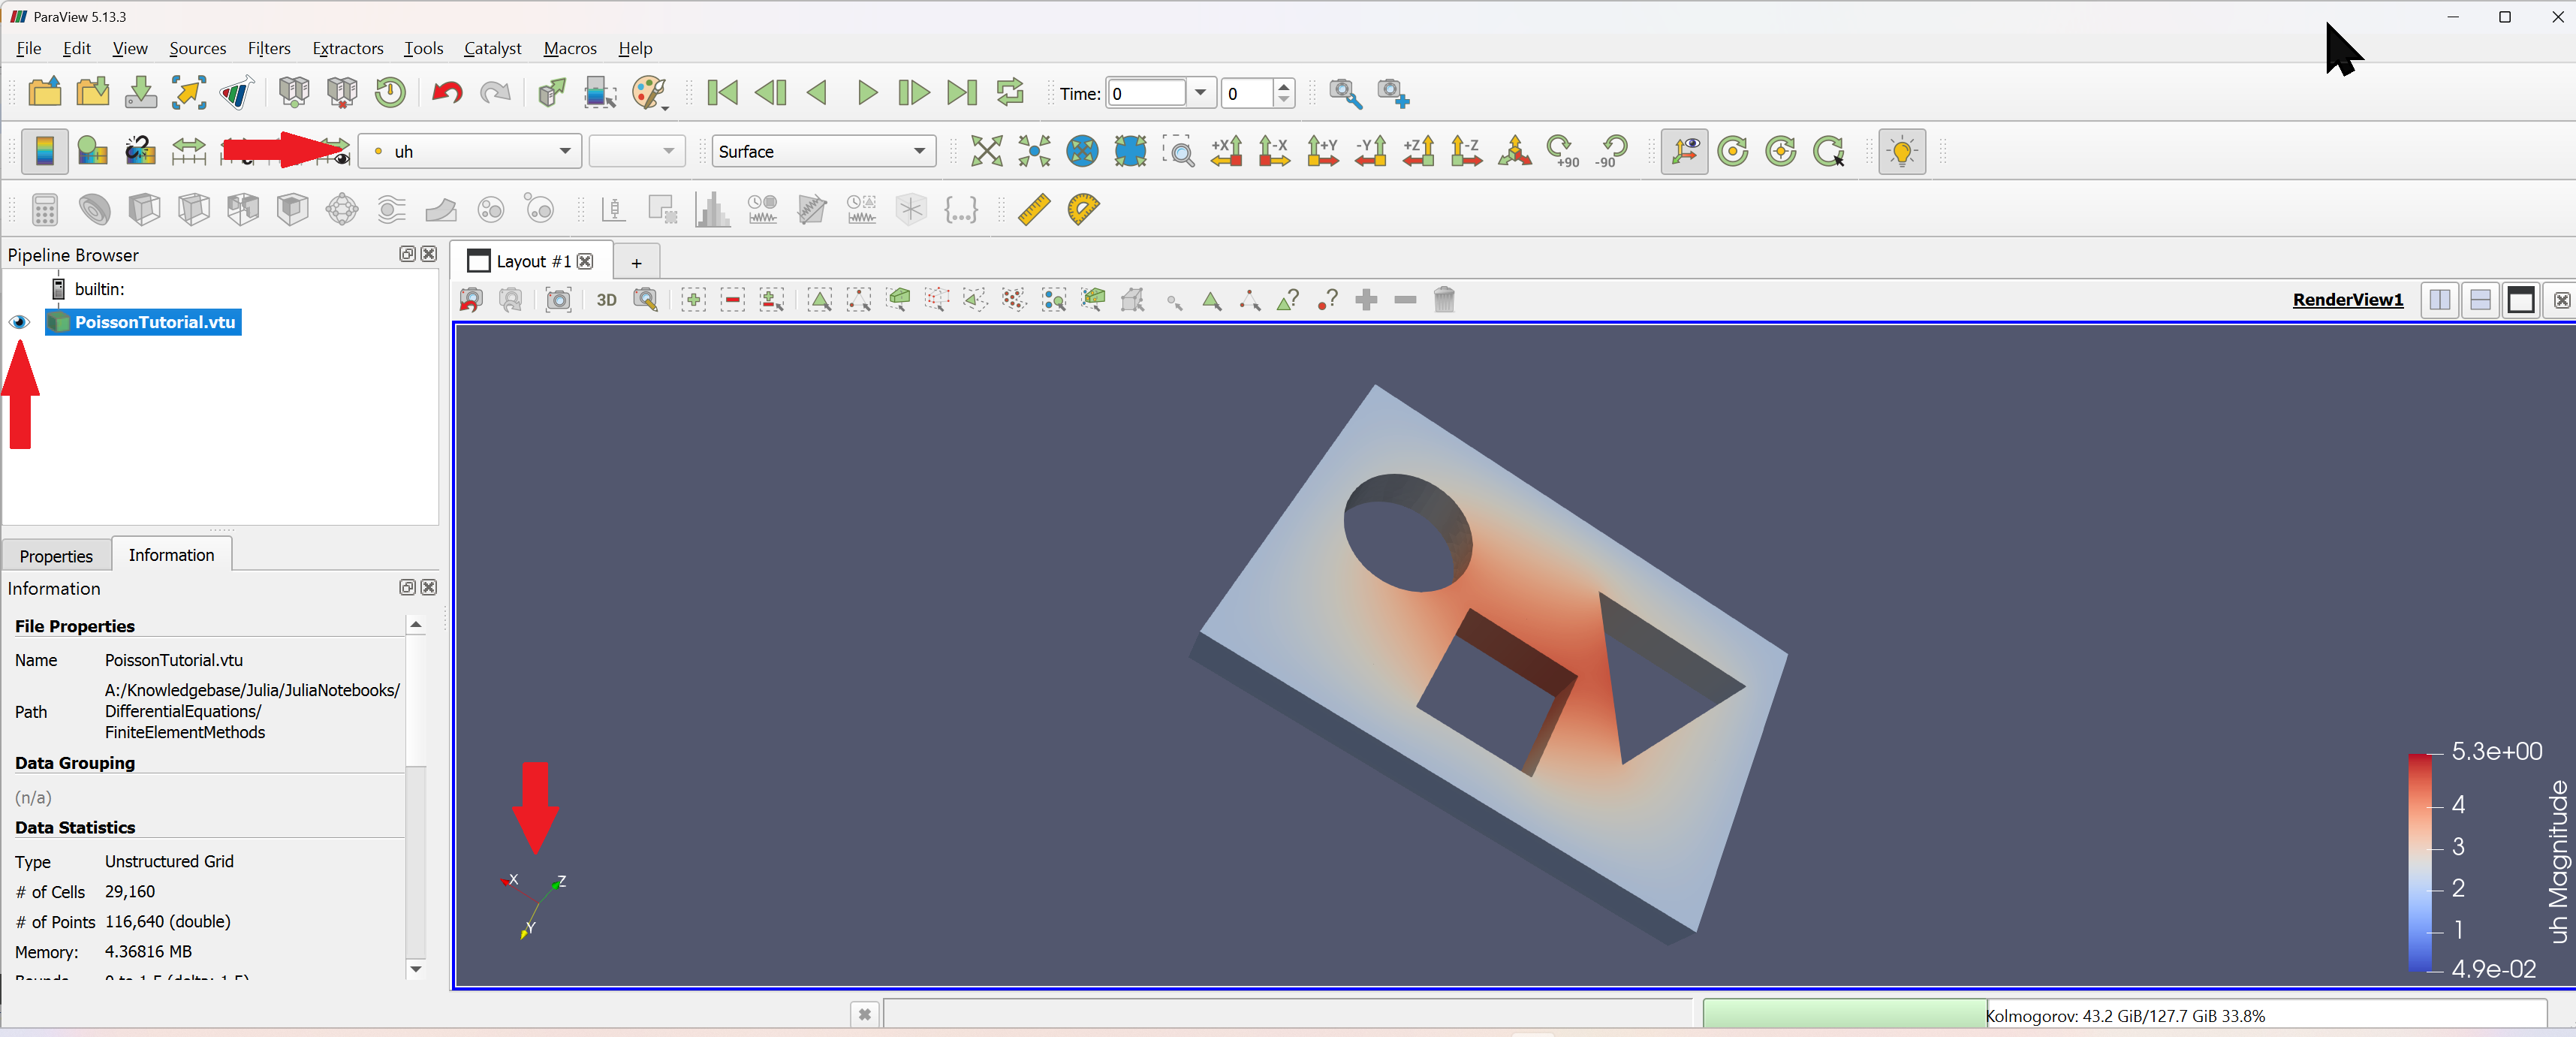 ParaView 5.13.3
File Edit View Sources Filters Extractors Tools Catalyst Macros Help
Time: 0 0
uh Surface +X -X +Y -Y +Z -Z +90 -90
Pipeline Browser
builtin:
PoissonTutorial.vtu
Layout #1 +
3D
RenderView1
Properties Information
Information
File Properties
Name PoissonTutorial.vtu
Path A:/Knowledgebase/Julia/JuliaNotebooks/
DifferentialEquations/
FiniteElementMethods
Data Grouping
(n/a)
Data Statistics
Type Unstructured Grid
# of Cells 29,160
# of Points 116,640 (double)
Memory: 4.36816 MB
X Z
Y
5.3e+00
4
3
2
1
4.9e-02
uh Magnitude
Kolmogorov: 43.2 GiB/127.7 GiB 33.8%